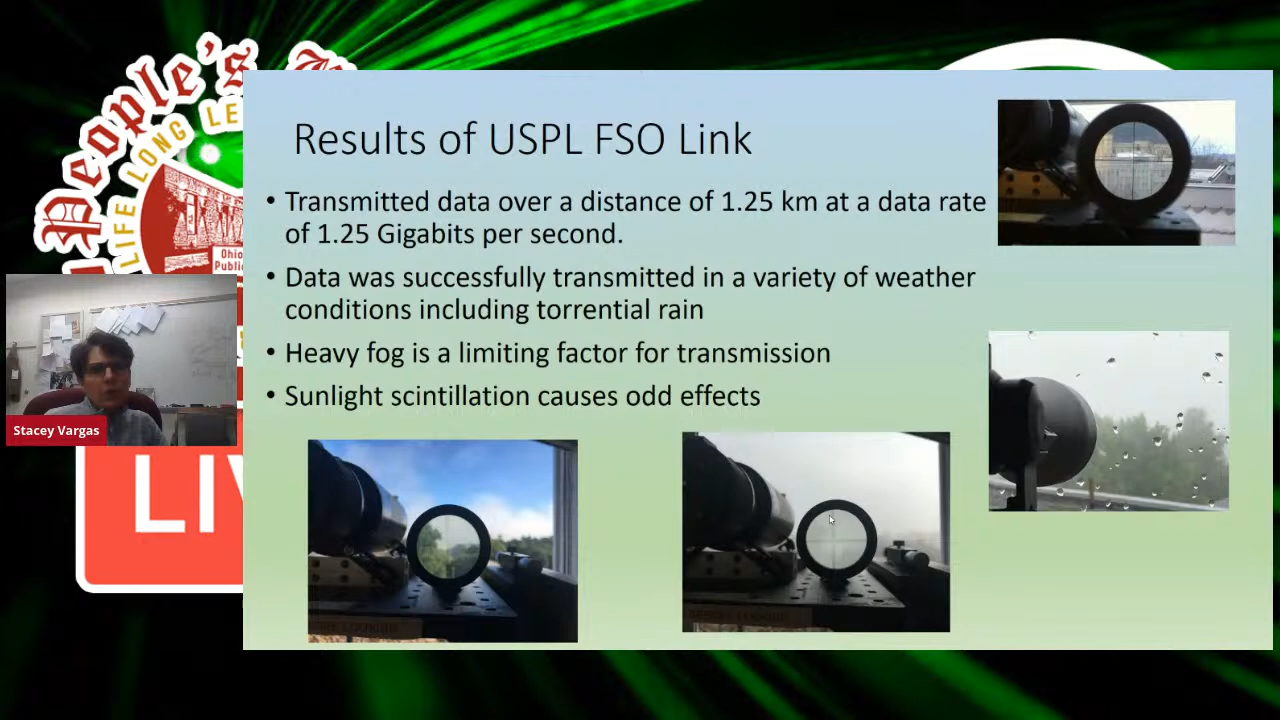 People's
LIFE LONG LE
Ohio
Public
Results of USPL FSO Link
• Transmitted data over a distance of 1.25 km at a data rate
of 1.25 Gigabits per second.
• Data was successfully transmitted in a variety of weather
conditions including torrential rain
• Heavy fog is a limiting factor for transmission
• Sunlight scintillation causes odd effects
Stacey Vargas
LIV